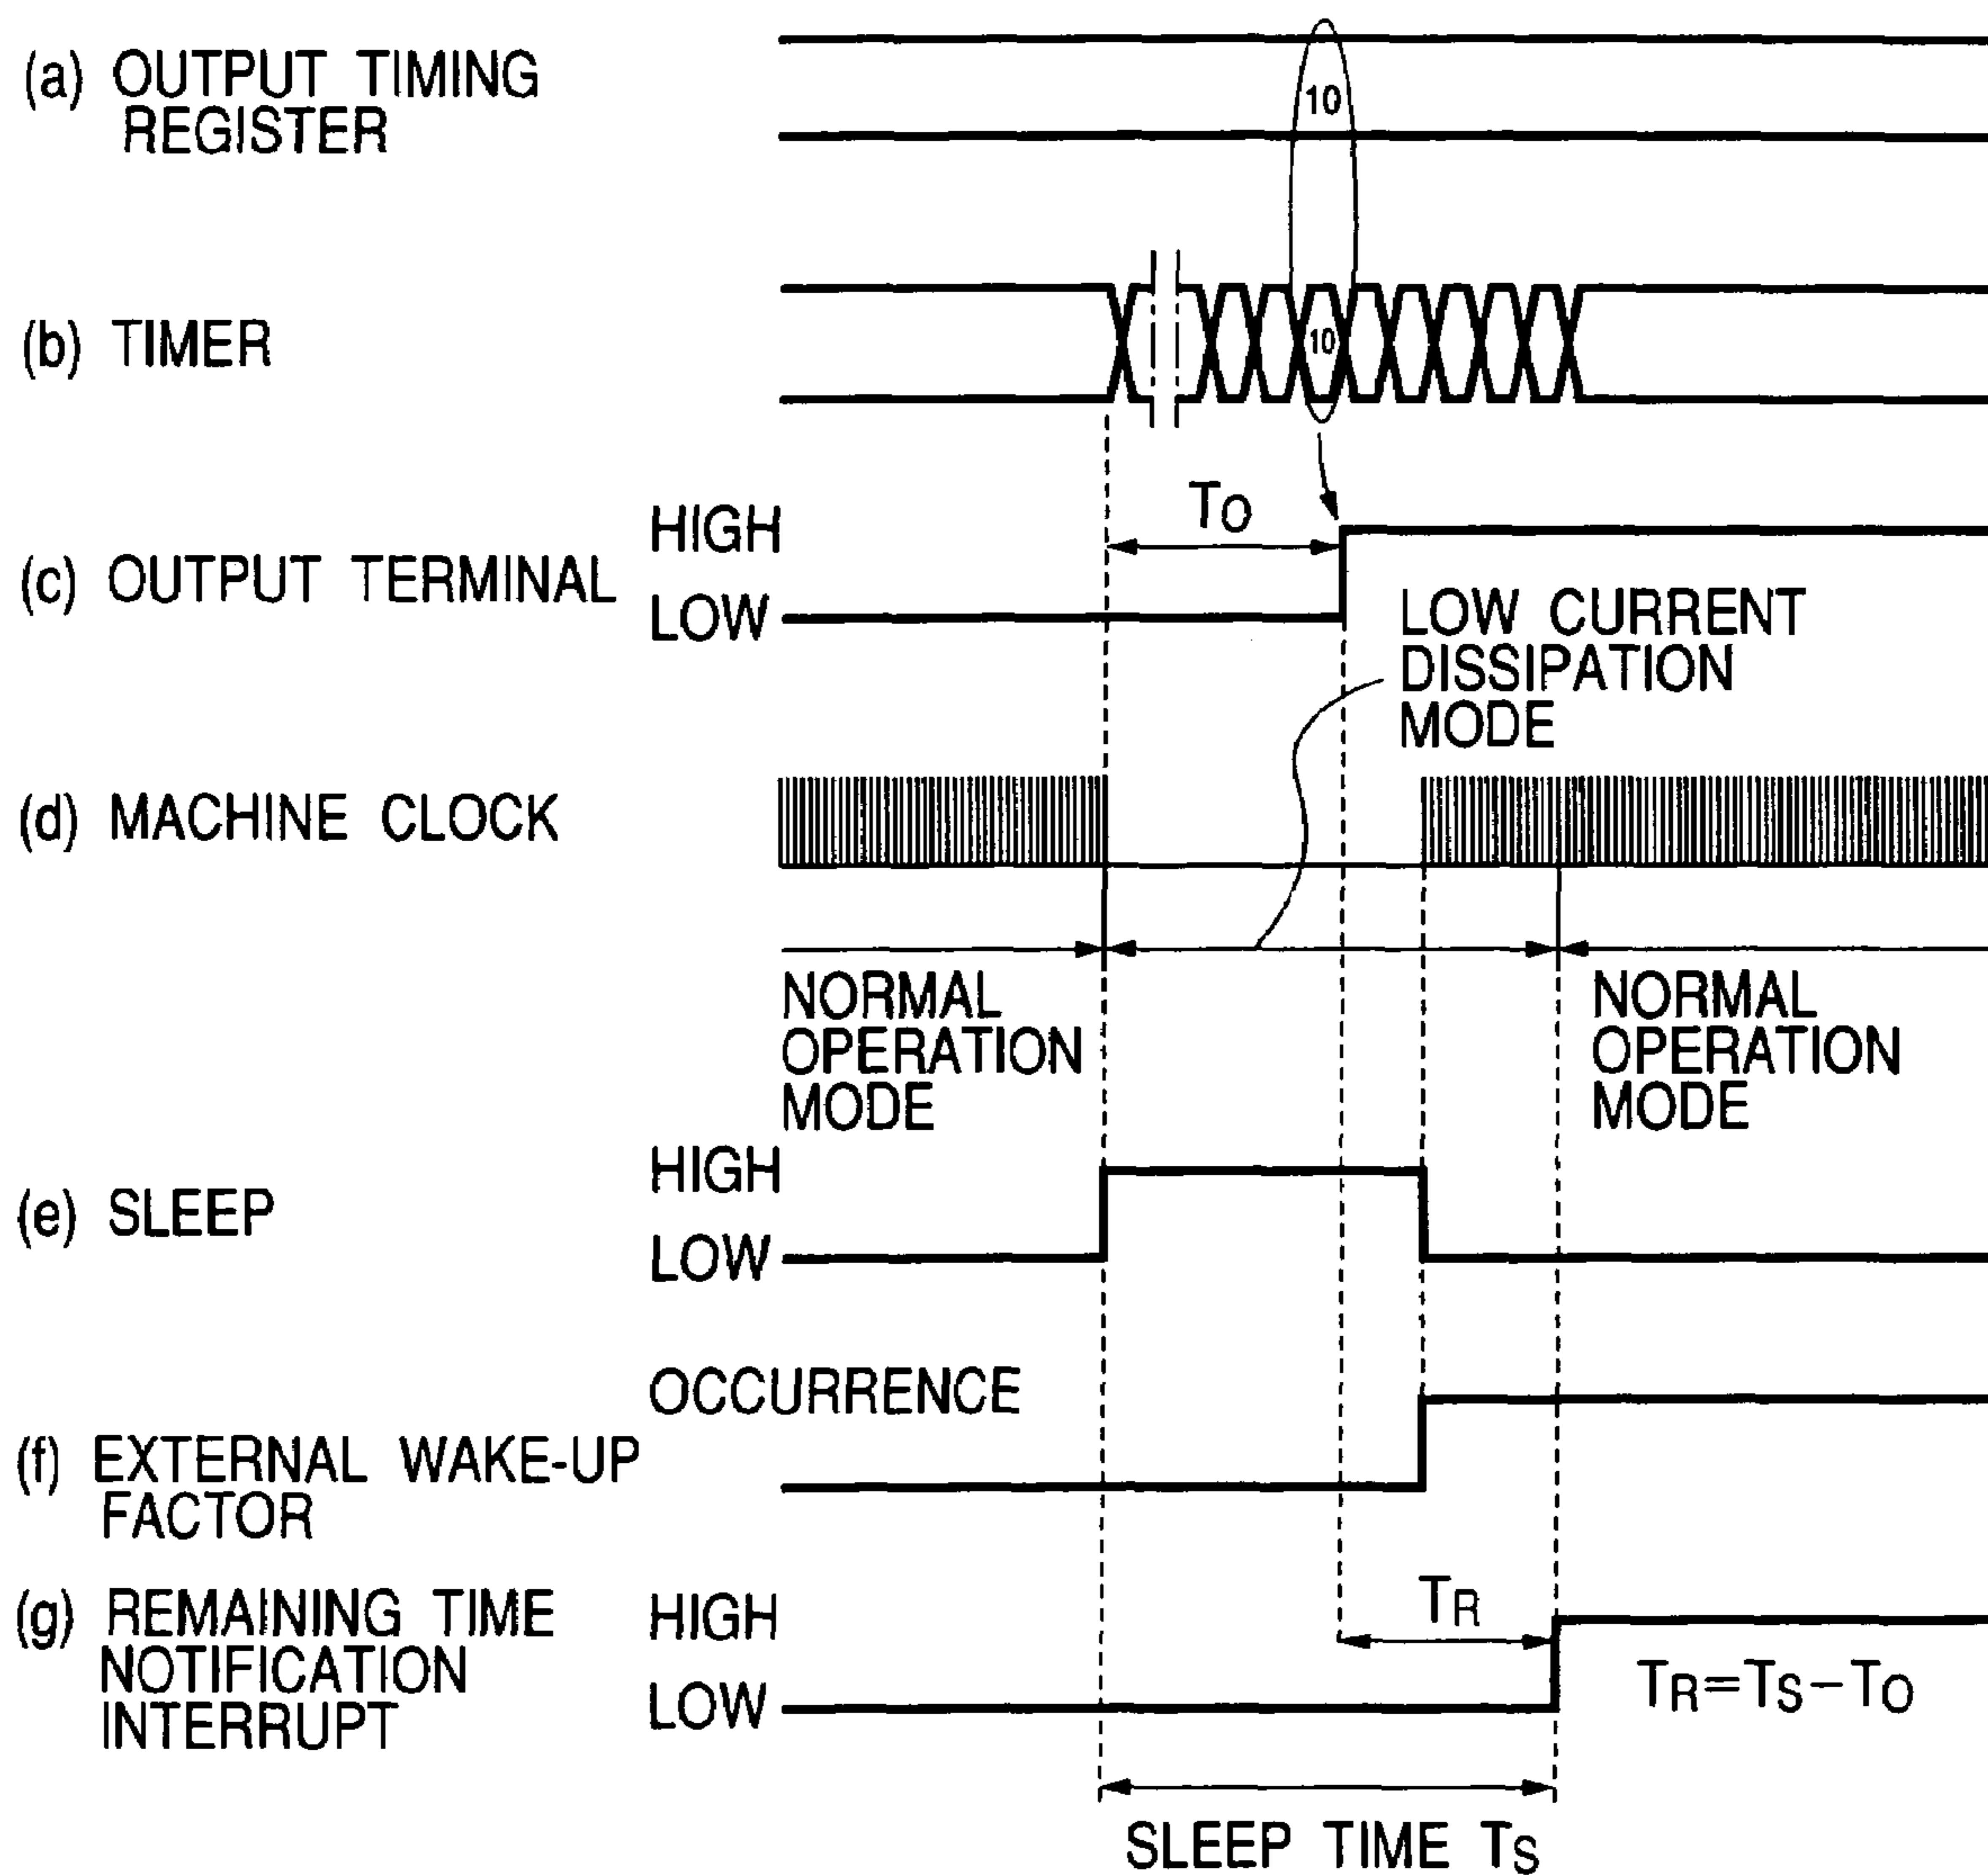 (a) OUTPUT TIMING
REGISTER
10
(b) TIMER
10
(c) OUTPUT TERMINAL
HIGH
LOW
TO
LOW CURRENT
DISSIPATION
MODE
(d) MACHINE CLOCK
NORMAL
OPERATION
MODE
NORMAL
OPERATION
MODE
(e) SLEEP
HIGH
LOW
(f) EXTERNAL WAKE-UP
FACTOR
OCCURRENCE
(g) REMAINING TIME
NOTIFICATION
INTERRUPT
HIGH
LOW
TR
TR=TS-TO
SLEEP TIME TS